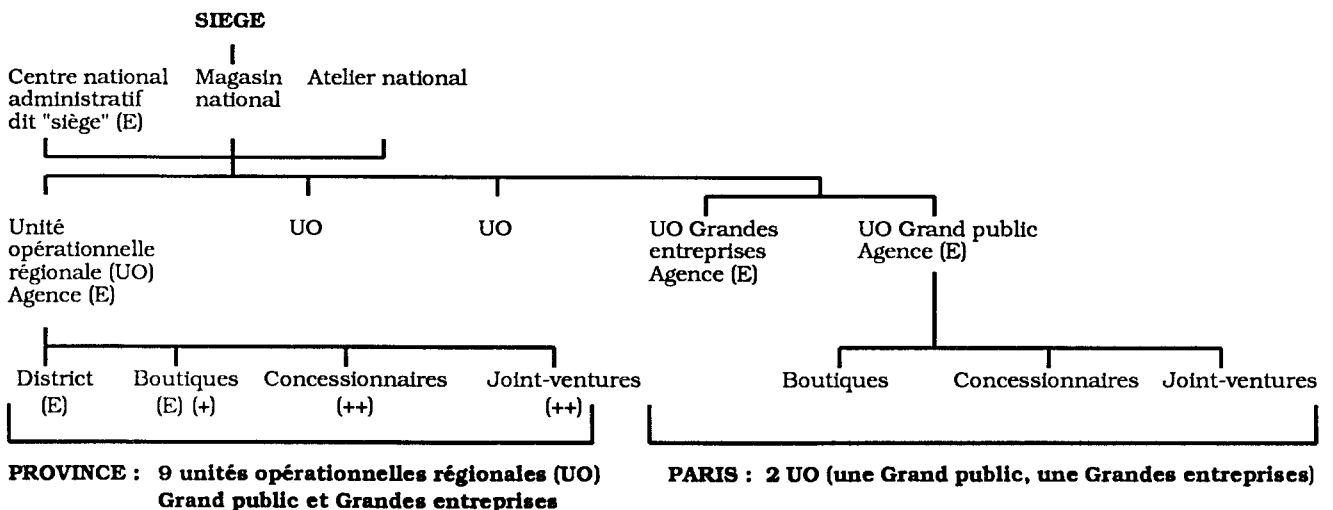 SIEGE
Centre national
administratif
dit "siège" (E)
Magasin
national
Atelier national
Unité
opérationnelle
régionale (UO)
Agence (E)
UO
UO
UO Grandes
entreprises
Agence (E)
UO Grand public
Agence (E)
District
(E)
Boutiques
(E) (+)
Concessionnaires
(++)
Joint-ventures
(++)
Boutiques
Concessionnaires
Joint-ventures
PROVINCE : 9 unités opérationnelles régionales (UO)
Grand public et Grandes entreprises
PARIS : 2 UO (une Grand public, une Grandes entreprises)